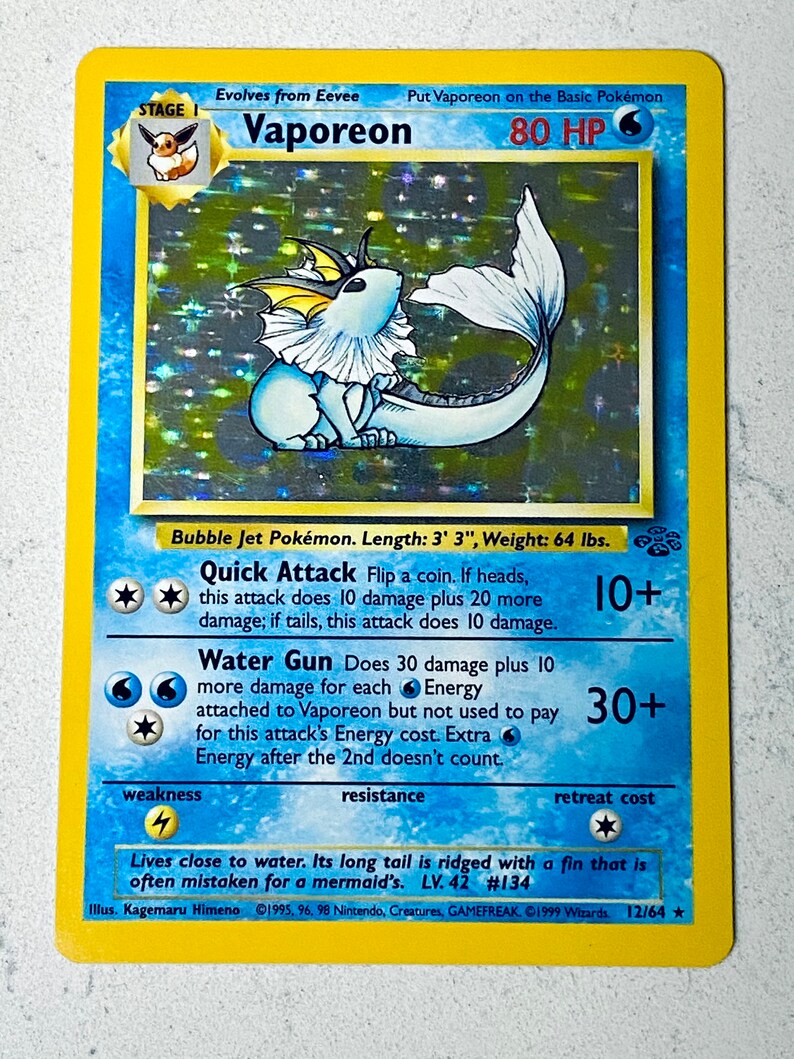 Evolves from Eevee Put Vaporeon on the Basic Pokémon
STAGE 1
Vaporeon 80 HP
Bubble Jet Pokémon. Length: 3' 3", Weight: 64 lbs.
Quick Attack Flip a coin. If heads,
this attack does 10 damage plus 20 more
damage; if tails, this attack does 10 damage.
10+
Water Gun Does 30 damage plus 10
more damage for each Energy
attached to Vaporeon but not used to pay
for this attack's Energy cost. Extra
Energy after the 2nd doesn't count.
30+
weakness resistance retreat cost
Lives close to water. Its long tail is ridged with a fin that is
often mistaken for a mermaid's. LV. 42 #134
Illus. Kagemaru Himeno ©1995, 96, 98 Nintendo, Creatures, GAMEFREAK. ©1999 Wizards. 12/64 ★